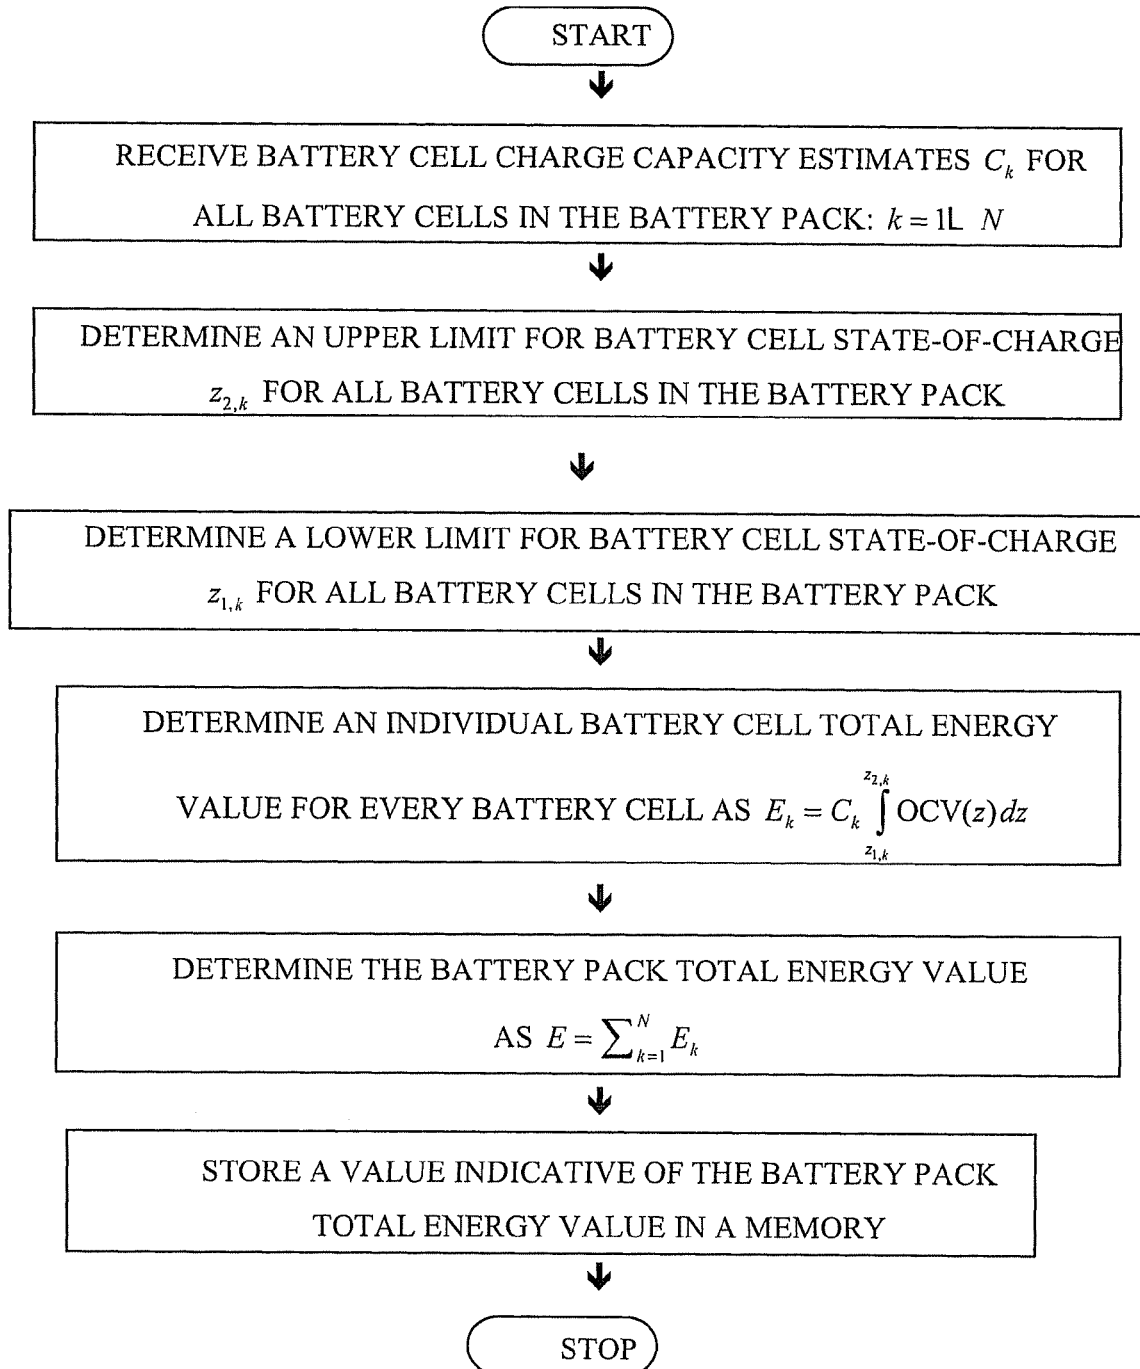 START
RECEIVE BATTERY CELL CHARGE CAPACITY ESTIMATES C_k FOR
ALL BATTERY CELLS IN THE BATTERY PACK: k = 1L N
DETERMINE AN UPPER LIMIT FOR BATTERY CELL STATE-OF-CHARGE
z_{2,k} FOR ALL BATTERY CELLS IN THE BATTERY PACK
DETERMINE A LOWER LIMIT FOR BATTERY CELL STATE-OF-CHARGE
z_{1,k} FOR ALL BATTERY CELLS IN THE BATTERY PACK
DETERMINE AN INDIVIDUAL BATTERY CELL TOTAL ENERGY
VALUE FOR EVERY BATTERY CELL AS E_k = C_k ∫_{z_{1,k}}^{z_{2,k}} OCV(z) dz
DETERMINE THE BATTERY PACK TOTAL ENERGY VALUE
AS E = ∑_{k=1}^{N} E_k
STORE A VALUE INDICATIVE OF THE BATTERY PACK
TOTAL ENERGY VALUE IN A MEMORY
STOP